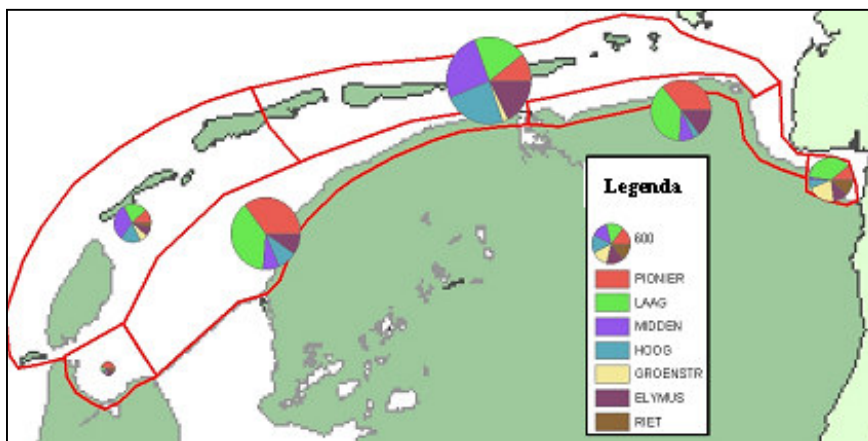 Legenda
600
PIONIER
LAAG
MIDDEN
HOOG
GROENSTR
ELYMUS
RIET